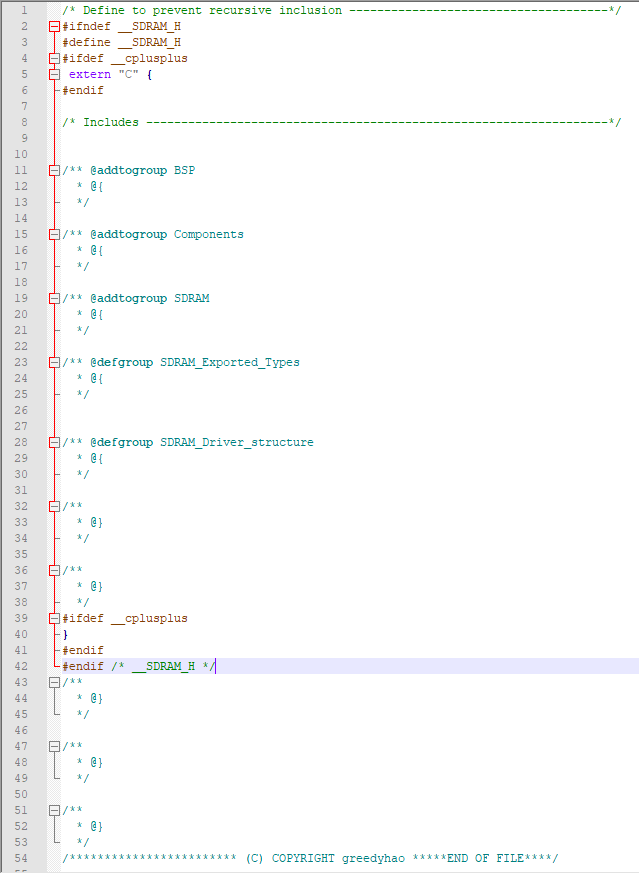 1 /* Define to prevent recursive inclusion -------------------------------------*/
2 #ifndef __SDRAM_H
3 #define __SDRAM_H
4 #ifdef __cplusplus
5 extern "C" {
6 #endif
7
8 /* Includes ------------------------------------------------------------------*/
9
10
11 /** @addtogroup BSP
12 * @{
13 */
14
15 /** @addtogroup Components
16 * @{
17 */
18
19 /** @addtogroup SDRAM
20 * @{
21 */
22
23 /** @defgroup SDRAM_Exported_Types
24 * @{
25 */
26
27
28 /** @defgroup SDRAM_Driver_structure
29 * @{
30 */
31
32 /**
33 * @}
34 */
35
36 /**
37 * @}
38 */
39 #ifdef __cplusplus
40 }
41 #endif
42 #endif /* __SDRAM_H */
43 /**
44 * @}
45 */
46
47 /**
48 * @}
49 */
50
51 /**
52 * @}
53 */
54 /************************ (C) COPYRIGHT greedyhao *****END OF FILE****/